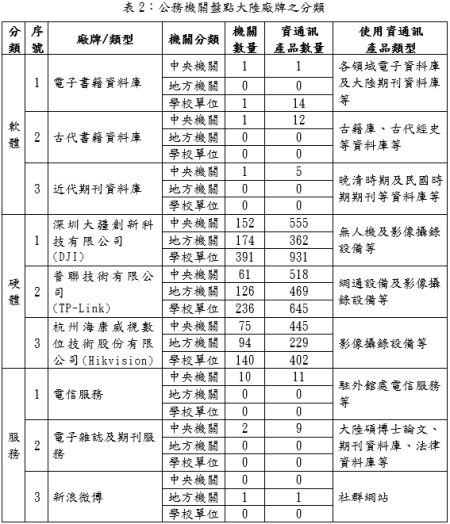 表 2：公務機關盤點大陸廠牌之分類
分類 序號 廠牌/類型 機關分類 機關數量 資通訊產品數量 使用資通訊產品類型
軟體 1 電子書籍資料庫 中央機關 1 1 各領域電子資料庫及大陸期刊資料庫等
地方機關 0 0
學校單位 1 14
2 古代書籍資料庫 中央機關 1 12 古籍庫、古代經史等資料庫等
地方機關 0 0
學校單位 0 0
3 近代期刊資料庫 中央機關 1 5 晚清時期及民國時期期刊等資料庫等
地方機關 0 0
學校單位 0 0
硬體 1 深圳大疆創新科技有限公司(DJI) 中央機關 152 555 無人機及影像攝錄設備等
地方機關 174 362
學校單位 391 931
2 普聯技術有限公司(TP-Link) 中央機關 61 518 網通設備及影像攝錄設備等
地方機關 126 469
學校單位 236 645
3 杭州海康威視數位技術股份有限公司(Hikvision) 中央機關 75 445 影像攝錄設備等
地方機關 94 229
學校單位 140 402
服務 1 電信服務 中央機關 10 11 駐外館處電信服務等
地方機關 0 0
學校單位 0 0
2 電子雜誌及期刊服務 中央機關 2 9 大陸碩博士論文、期刊資料庫、法律資料庫等
地方機關 0 0
學校單位 0 0
3 新浪微博 中央機關 0 0 社群網站
地方機關 1 1
學校單位 0 0